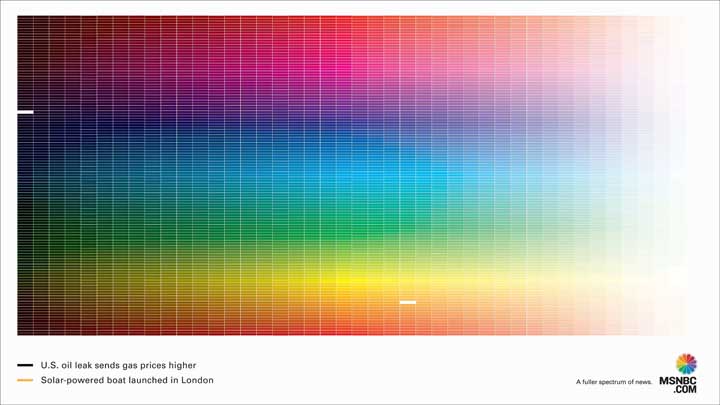 U.S. oil leak sends gas prices higher
Solar-powered boat launched in London
A fuller spectrum of news.
MSNBC
.COM